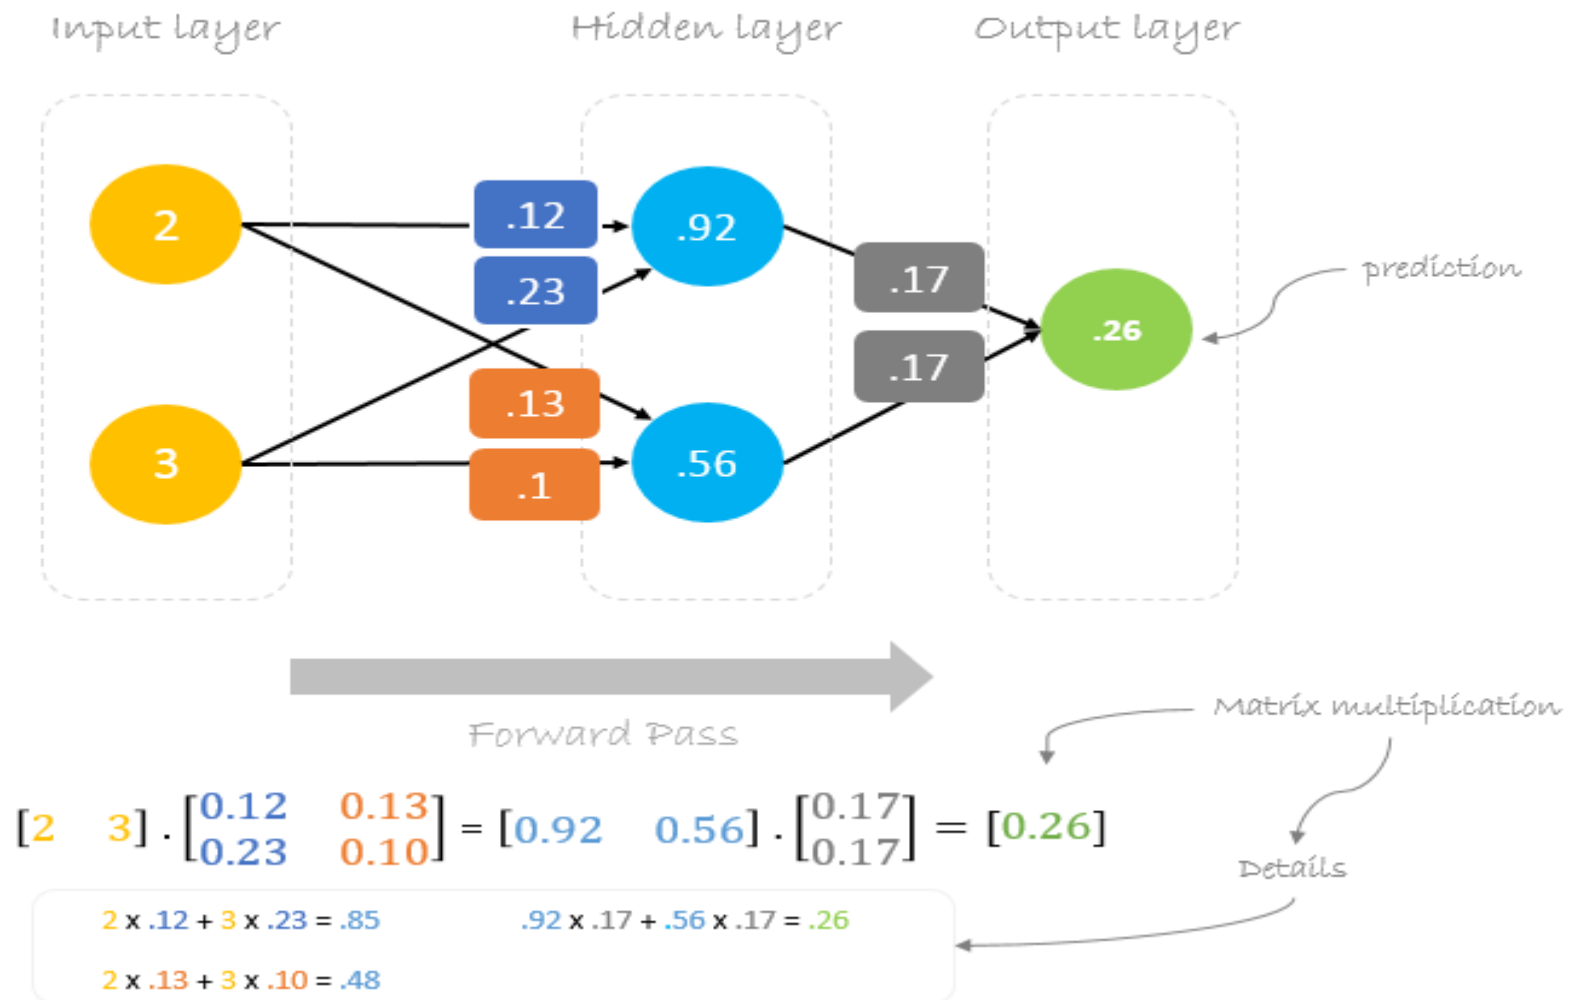 Input layer
Hidden layer
Output layer
2
.12
.92
.23
.17
prediction
.26
.17
.13
3
.56
.1
Forward Pass
Matrix multiplication
[2 3] . [0.12 0.13
0.23 0.10] = [0.92 0.56] . [0.17
0.17] = [0.26]
Details
2 x .12 + 3 x .23 = .85
.92 x .17 + .56 x .17 = .26
2 x .13 + 3 x .10 = .48